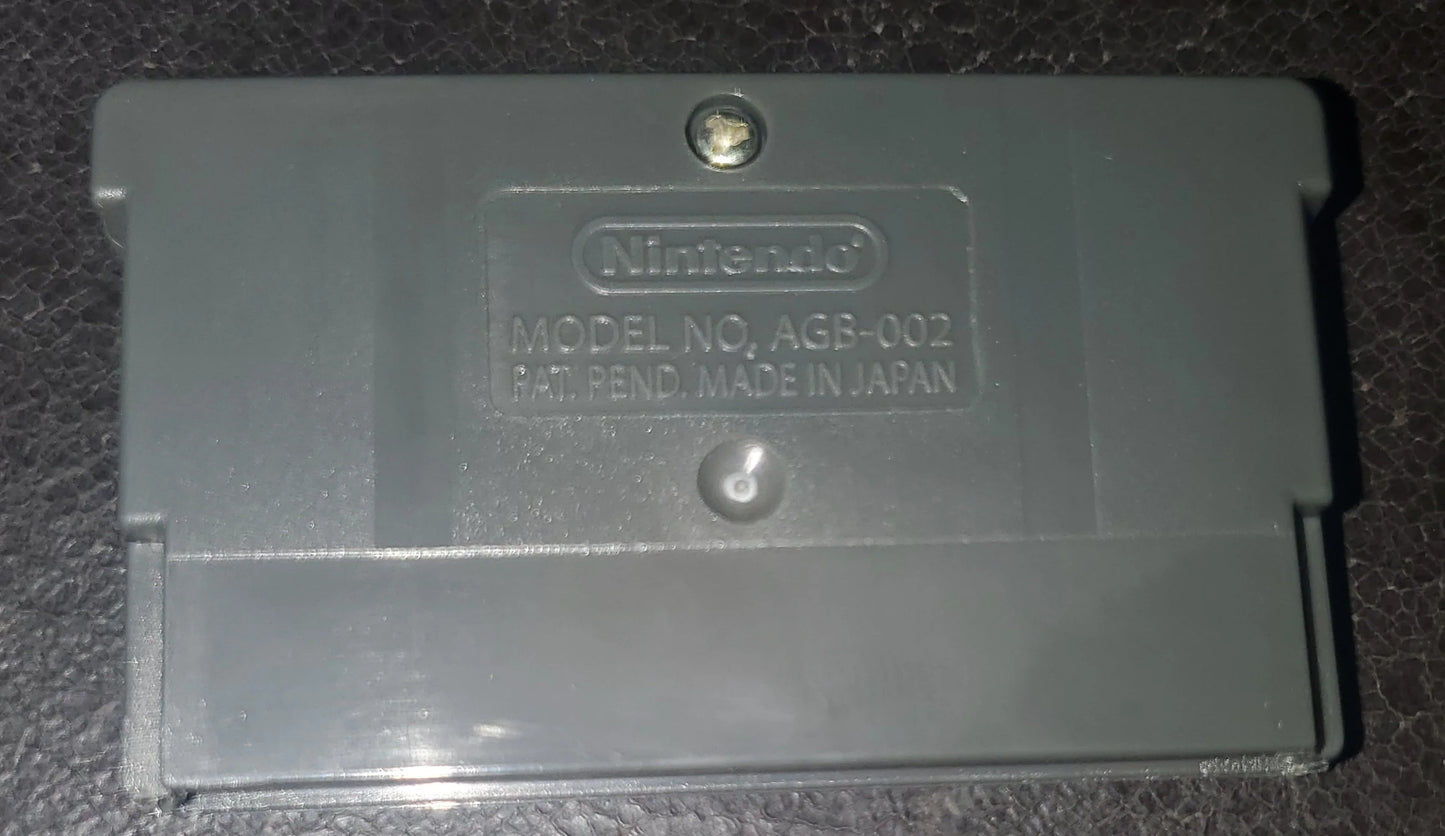 Nintendo®
MODEL NO. AGB-002
PAT. PEND. MADE IN JAPAN